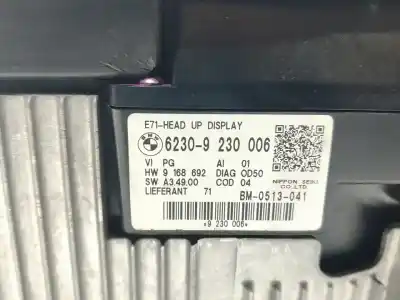 E71-HEAD UP DISPLAY
BMW 6230-9 230 006
VI PG AI 01
HW 9 168 692 DIAG OD50
SW A3.49.00 COD 04
LIEFERANT 71 BM-0513-041
NIPPON SEIKI
CO.,LTD.
*9 230 006*